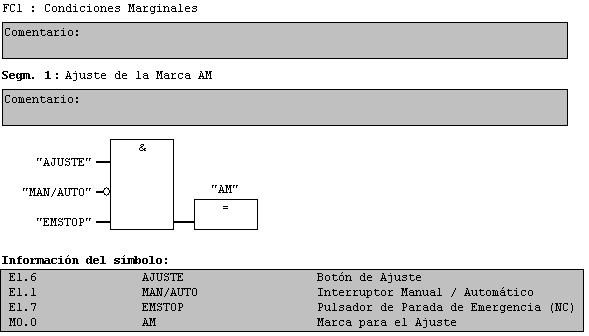 FC1 : Condiciones Marginales
Comentario:
Segm. 1: Ajuste de la Marca AM
Comentario:
&
"AJUSTE"
"MAN/AUTO"
"AM"
"EMSTOP"
=
Información del símbolo:
E1.6 AJUSTE Botón de Ajuste
E1.1 MAN/AUTO Interruptor Manual / Automático
E1.7 EMSTOP Pulsador de Parada de Emergencia (NC)
M0.0 AM Marca para el Ajuste